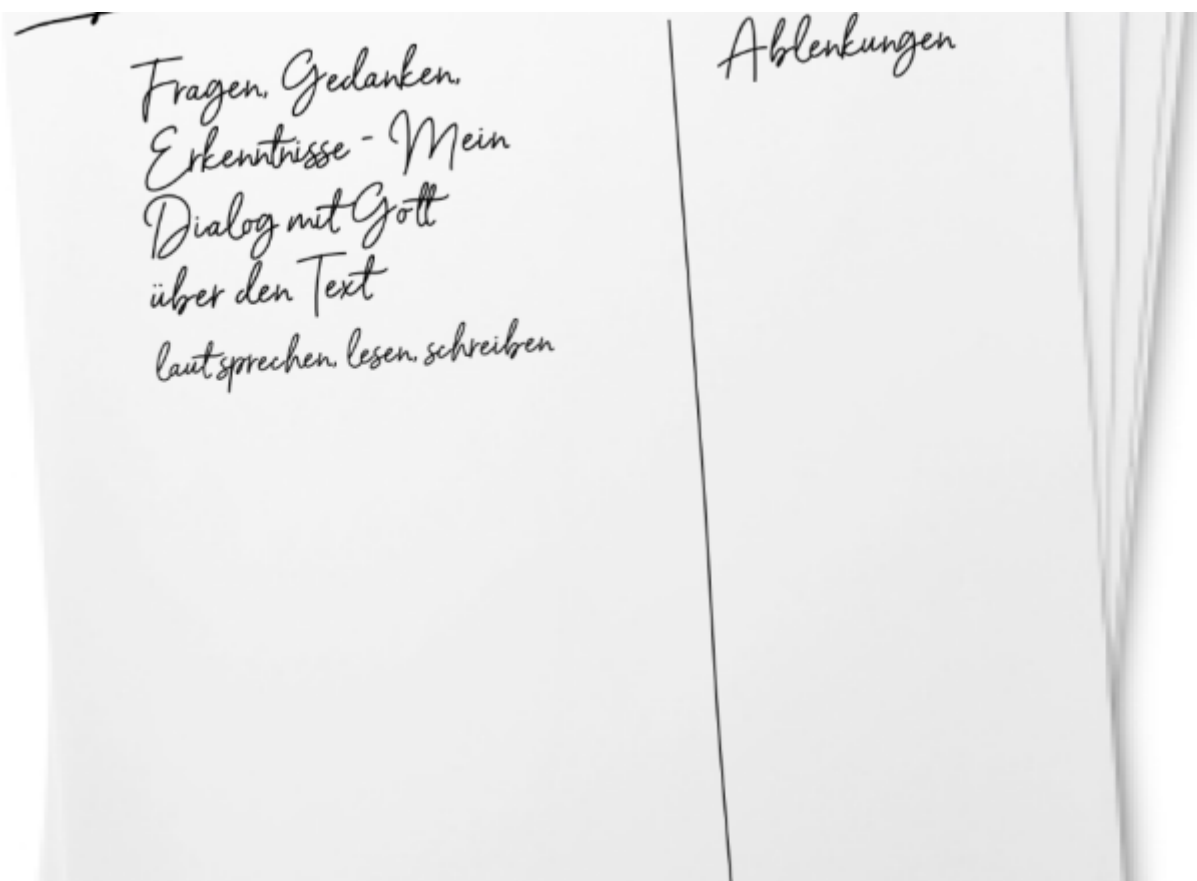 Fragen, Gedanken,
Erkenntnisse - Mein
Dialog mit Gott
über den Text
laut sprechen, lesen, schreiben
Ablenkungen